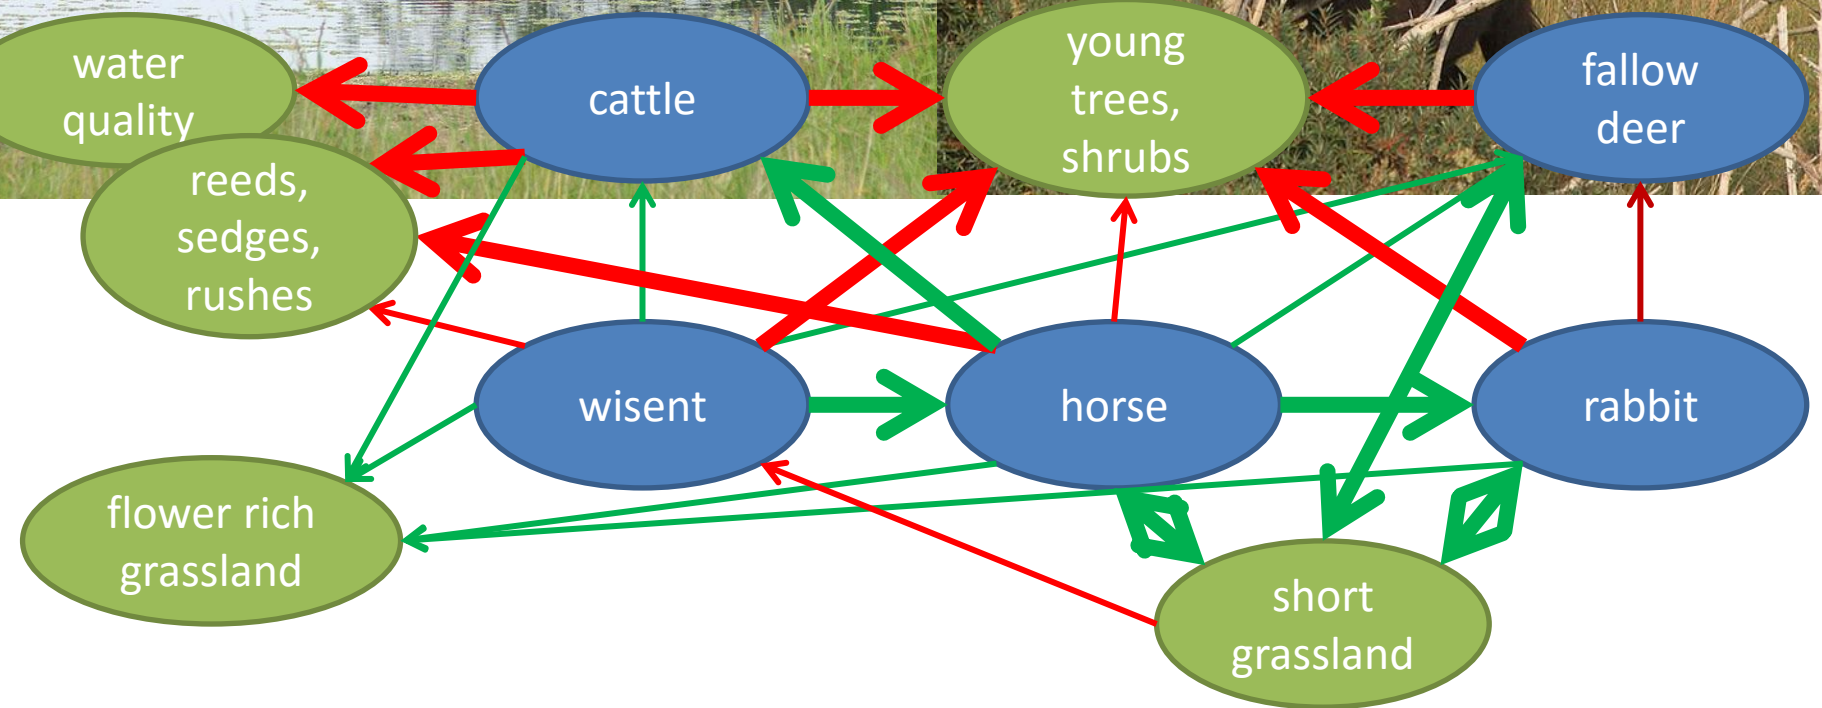 water
quality
cattle
young
trees,
shrubs
fallow
deer
reeds,
sedges,
rushes
wisent
horse
rabbit
flower rich
grassland
short
grassland